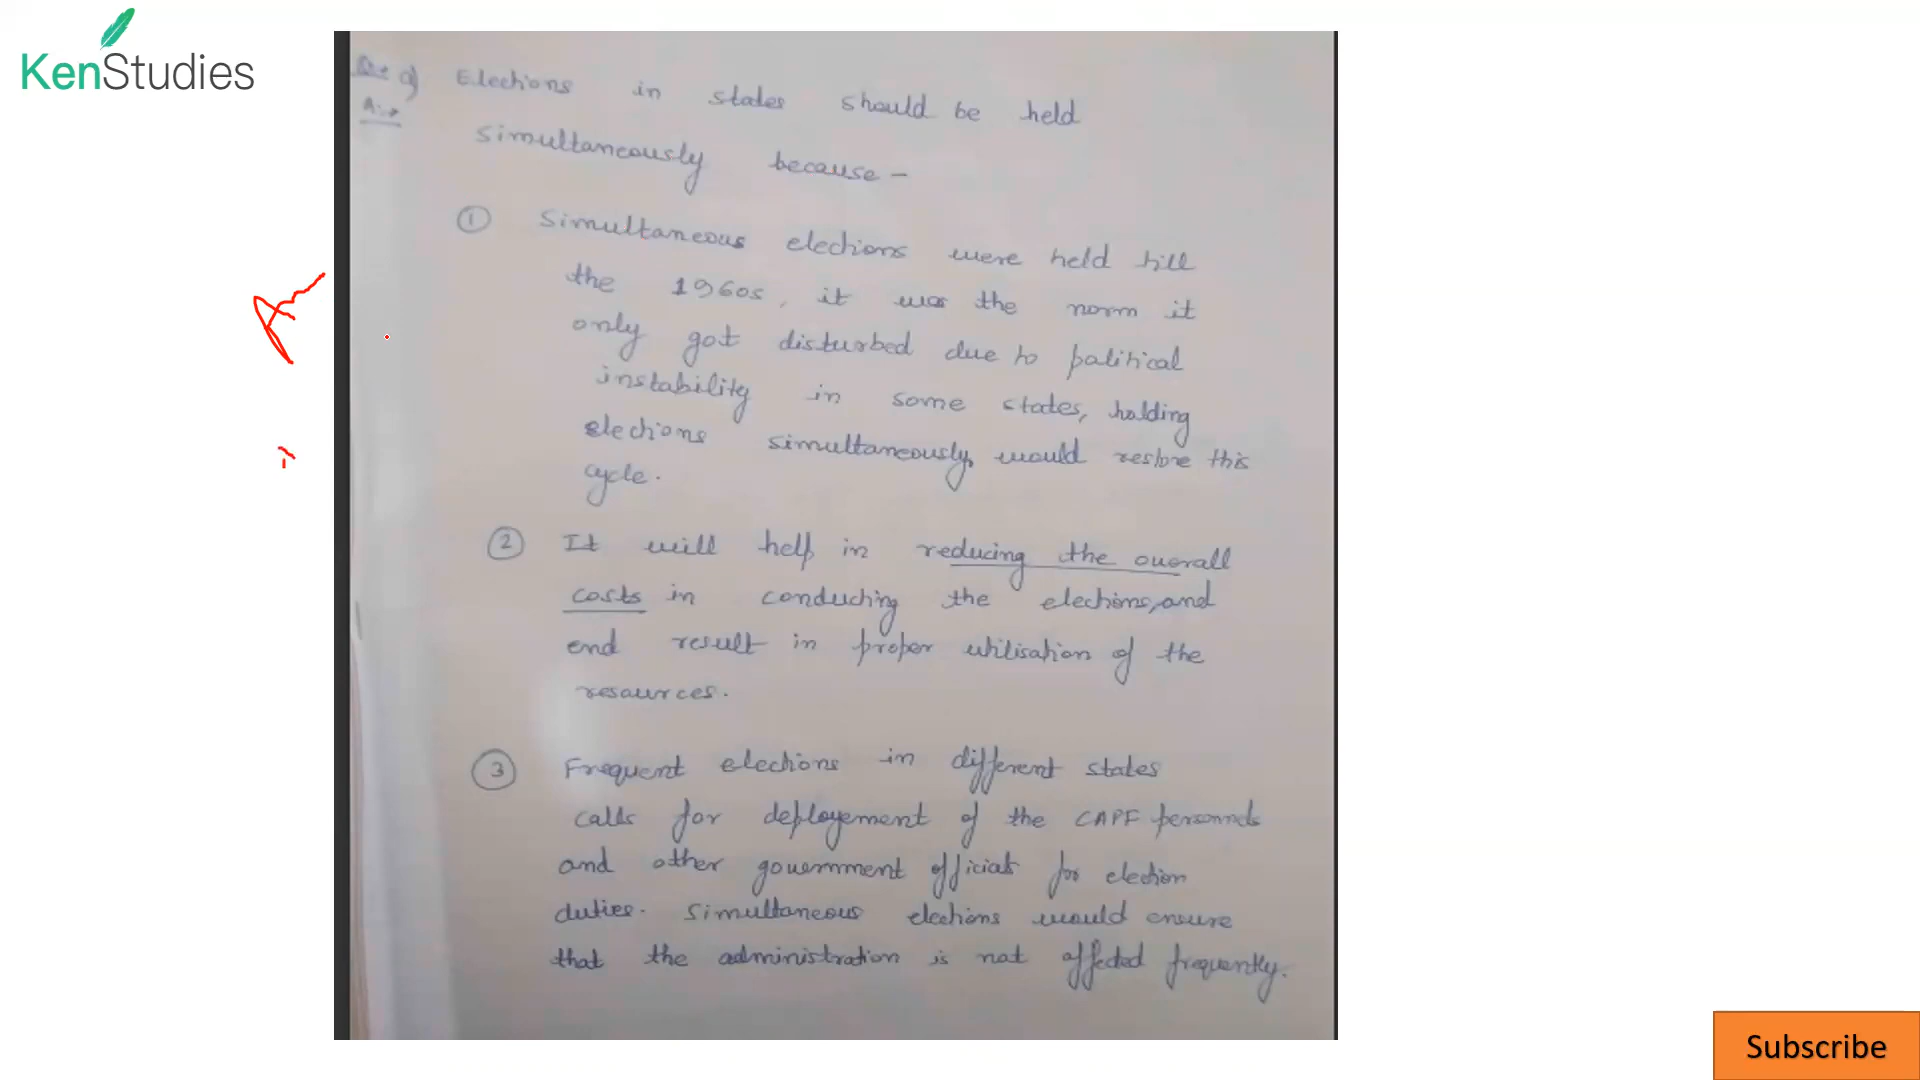 KenStudies
Que a) Elections in states should be held
Ans
simultaneously because -
① Simultaneous elections were held till
the 1960s, it was the norm it
only got disturbed due to political
instability in some states, holding
elections simultaneously would restore this
cycle.
② It will help in reducing the overall
costs in conducting the elections, and
end result in proper utilisation of the
resources.
③ Frequent elections in different states
calls for deployement of the CAPF personnels
and other government officials for election
duties. Simultaneous elections would ensure
that the administration is not affected frequently.
Subscribe